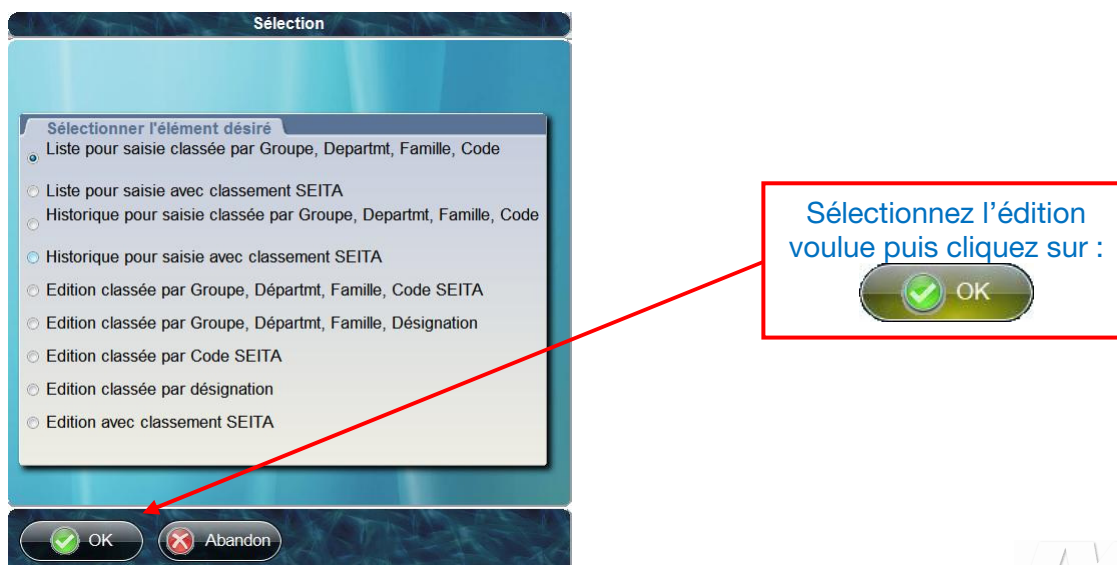 Sélection
Sélectionner l'élément désiré
Liste pour saisie classée par Groupe, Departmt, Famille, Code
Liste pour saisie avec classement SEITA
Historique pour saisie classée par Groupe, Departmt, Famille, Code
Historique pour saisie avec classement SEITA
Edition classée par Groupe, Départmt, Famille, Code SEITA
Edition classée par Groupe, Départmt, Famille, Désignation
Edition classée par Code SEITA
Edition classée par désignation
Edition avec classement SEITA
OK
Abandon
Sélectionnez l’édition
voulue puis cliquez sur :
OK